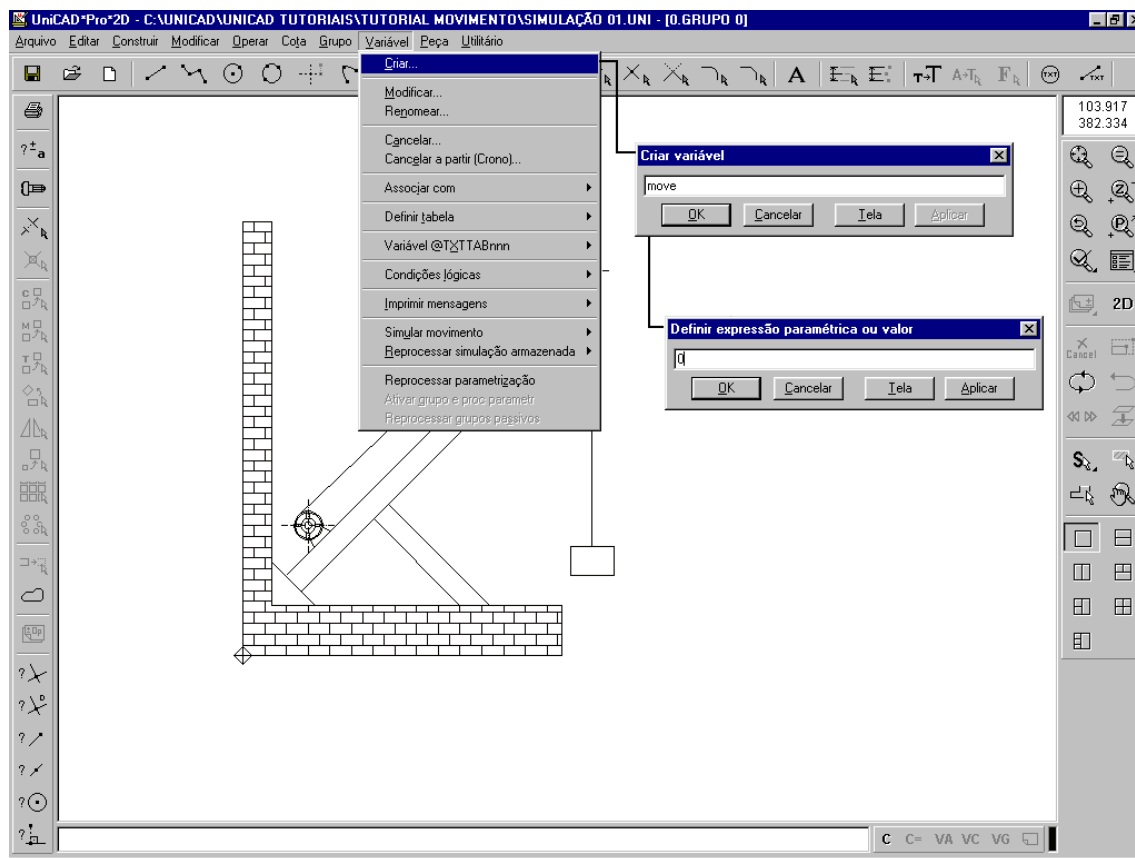 UniCAD*Pro*2D - C:\UNICAD\UNICAD TUTORIAIS\TUTORIAL MOVIMENTO\SIMULAÇÃO 01.UNI - [0.GRUPO 0]
Arquivo Editar Construir Modificar Operar Cota Grupo Variável Peça Utilitário
A T→T A→T F TXT TXT
103.917
382.334
Criar...
Modificar...
Renomear...
Cancelar...
Cancelar a partir (Crono)...
Associar com
Definir tabela
Variável @TXTTABnnn
Condições lógicas
Imprimir mensagens
Simular movimento
Reprocessar simulação armazenada
Reprocessar parametrização
Ativar grupo e proc parametr
Reprocessar grupos passivos
Criar variável
move
OK Cancelar Tela Aplicar
Definir expressão paramétrica ou valor
0
OK Cancelar Tela Aplicar
?±a
C
M
T
±Op
?
? D
?
?
?
?
Z
P
2D
Cancel
S
C C= VA VC VG